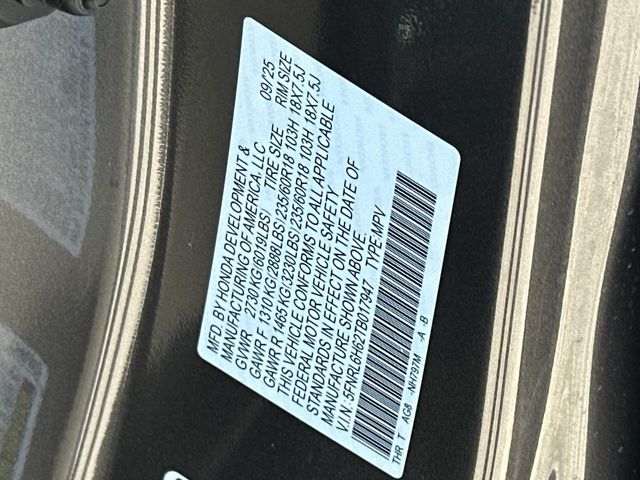 MFD. BY HONDA DEVELOPMENT & 09/25
MANUFACTURING OF AMERICA, LLC
GVWR 2730KG(6019LBS) TIRE SIZE RIM SIZE
GAWR F 1310KG(2888LBS) 235/60R18 103H 18X7.5J
GAWR R 1465KG(3230LBS) 235/60R18 103H 18X7.5J
THIS VEHICLE CONFORMS TO ALL APPLICABLE
FEDERAL MOTOR VEHICLE SAFETY
STANDARDS IN EFFECT ON THE DATE OF
MANUFACTURE SHOWN ABOVE.
V.I.N.: 5FNRL6H62TB017947 TYPE:MPV
THR T AG8 -NH797M -A -B